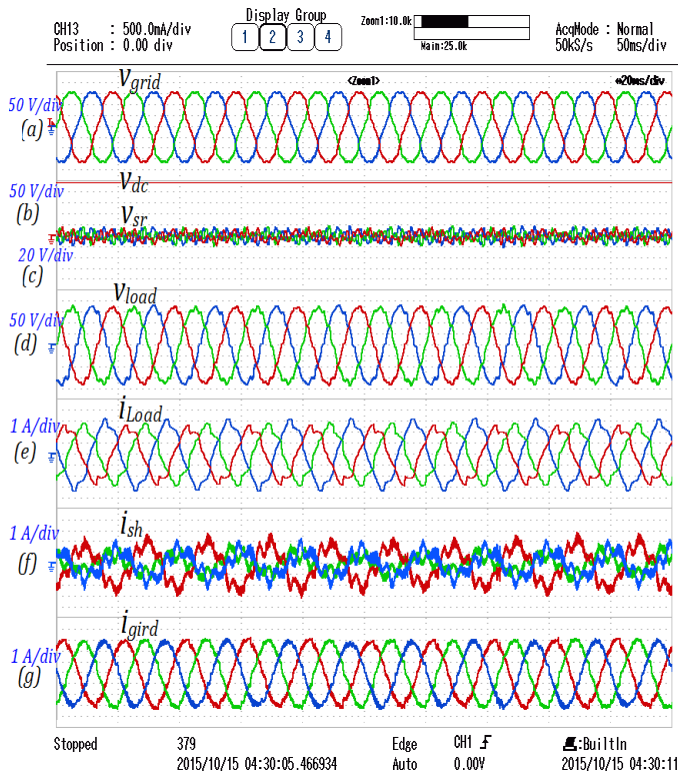 Display Group
CH13 : 500.0mA/div
Position : 0.00 div
1 2 3 4
Zoom1:10.0k
Main:25.0k
AcqMode : Normal
50kS/s 50ms/div
<Zoom1>
⇔20ms/div
v_grid
50 V/div
(a)
v_dc
50 V/div
(b)
v_sr
20 V/div
(c)
v_load
50 V/div
(d)
i_Load
1 A/div
(e)
i_sh
1 A/div
(f)
i_gird
1 A/div
(g)
Stopped 379 Edge CH1 :BuiltIn
2015/10/15 04:30:05.466934 Auto 0.00V 2015/10/15 04:30:11